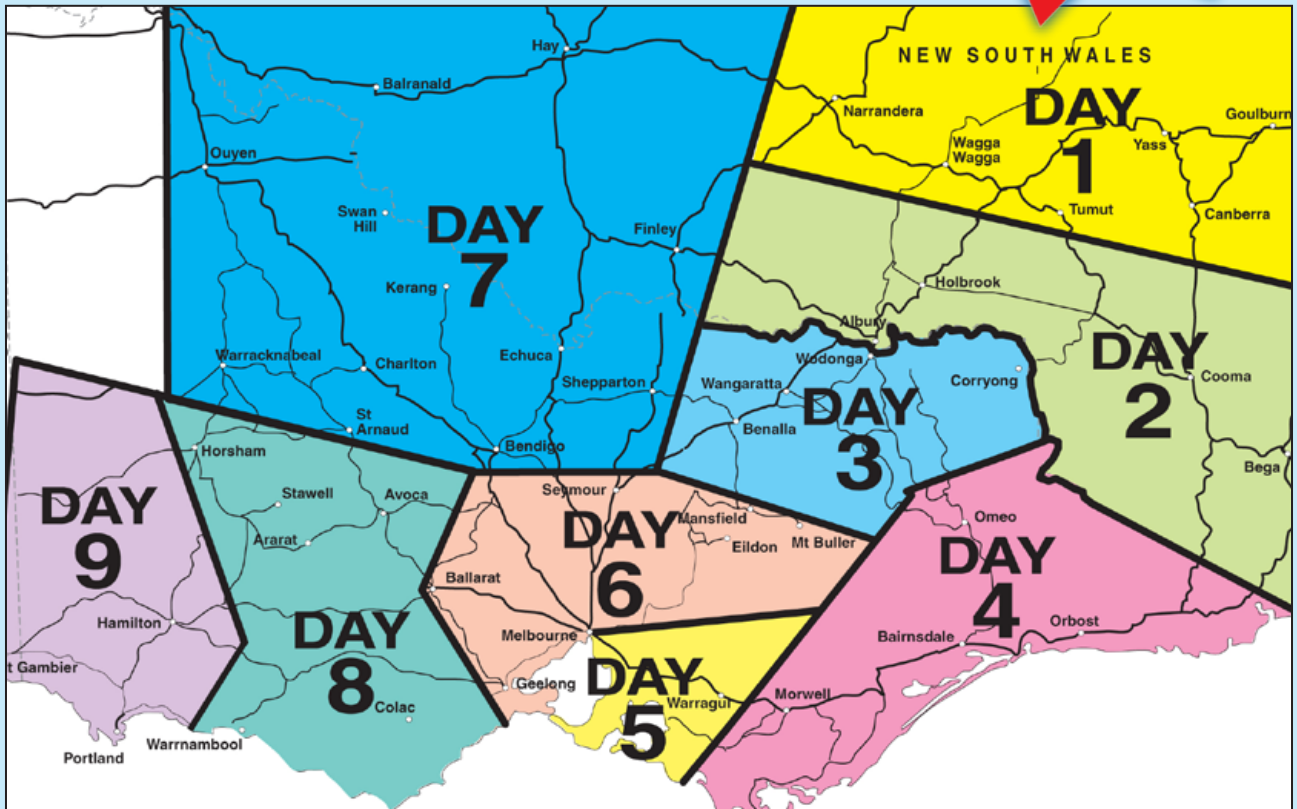 Hay
NEW SOUTH WALES
Balranald
DAY
1
Narrandera
Goulburn
Wagga
Wagga
Yass
Ouyen
Swan
Hill
DAY
7
Finley
Tumut
Canberra
Kerang
Holbrook
Albury
Echuca
Warracknabeal
Charlton
Wodonga
DAY
2
Shepparton
Wangaratta
Corryong
Cooma
DAY
3
St
Arnaud
Benalla
Horsham
Bendigo
Bega
DAY
9
Stawell
Avoca
Seymour
DAY
6
Mansfield
Omeo
Ararat
Eildon
Mt Buller
DAY
4
Ballarat
Hamilton
DAY
8
Melbourne
Bairnsdale
Orbost
t Gambier
Geelong
DAY
5
Warragul
Morwell
Colac
Portland
Warrnambool